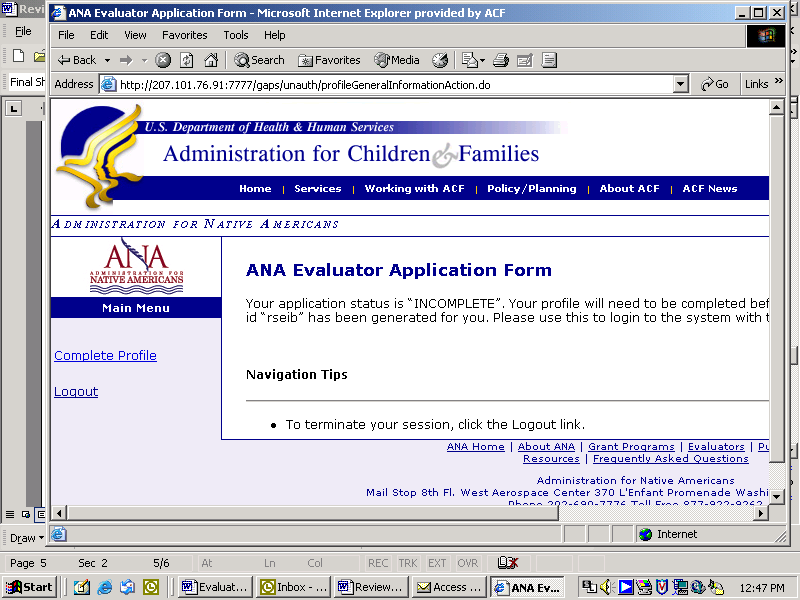 Revi
ANA Evaluator Application Form - Microsoft Internet Explorer provided by ACF
File
File Edit View Favorites Tools Help
Back Search Favorites Media
Final Sh
Address http://207.101.76.91:7777/gaps/unauth/profileGeneralInformationAction.do Go Links »
L
U.S. Department of Health & Human Services
Administration for Children & Families
Home | Services | Working with ACF | Policy/Planning | About ACF | ACF News
ADMINISTRATION FOR NATIVE AMERICANS
ANA
ADMINISTRATION FOR
NATIVE AMERICANS
Main Menu
Complete Profile
Logout
ANA Evaluator Application Form
Your application status is “INCOMPLETE”. Your profile will need to be completed bef
id “rseib” has been generated for you. Please use this to login to the system with t
Navigation Tips
• To terminate your session, click the Logout link.
ANA Home | About ANA | Grant Programs | Evaluators | Pu
Resources | Frequently Asked Questions
Administration for Native Americans
Mail Stop 8th Fl. West Aerospace Center 370 L'Enfant Promenade Washi
Phone 202-690-7776 Toll Free 877-922-9262
Draw
Internet
Page 5 Sec 2 5/6 At Ln Col REC TRK EXT OVR
Start Evaluat... Inbox - ... Review... Access ... ANA Ev... 12:47 PM